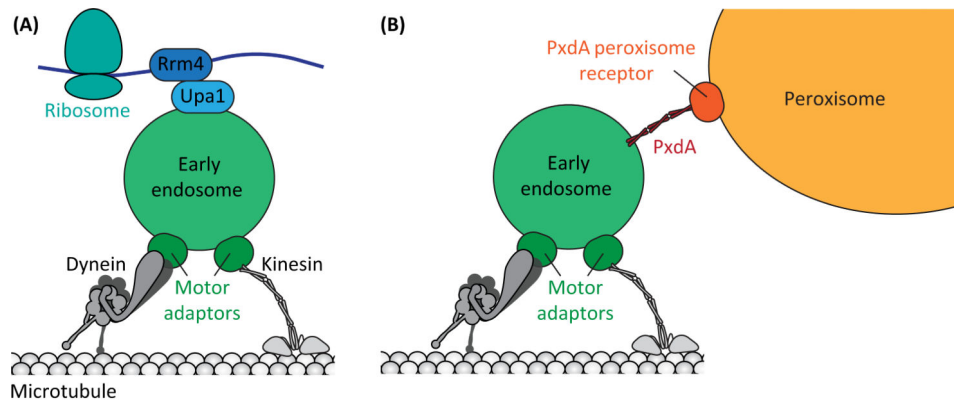 (A)
Rrm4
Upa1
Ribosome
Early
endosome
Dynein
Kinesin
Motor
adaptors
Microtubule
(B)
PxdA peroxisome
receptor
Peroxisome
PxdA
Early
endosome
Motor
adaptors